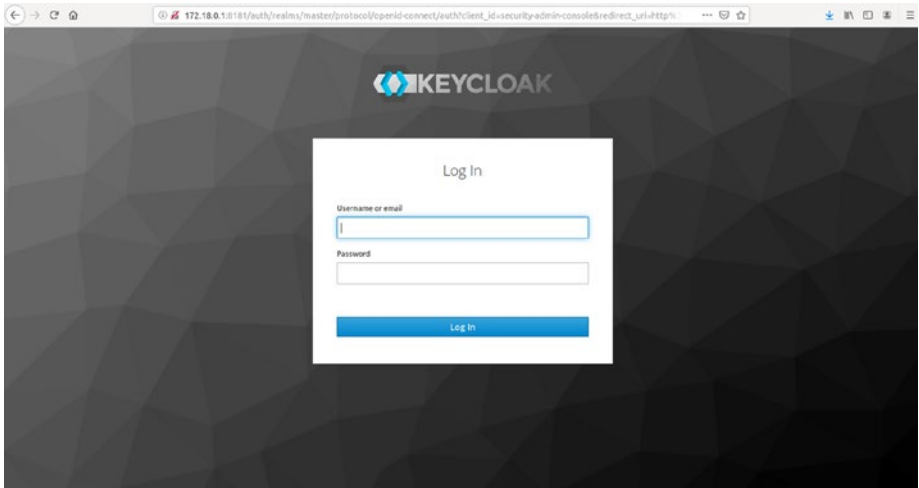 172.18.0.1:8181/auth/realms/master/protocol/openid-connect/auth?client_id=security-admin-console&redirect_uri=http%
KEYCLOAK
Log In
Username or email
Password
Log In